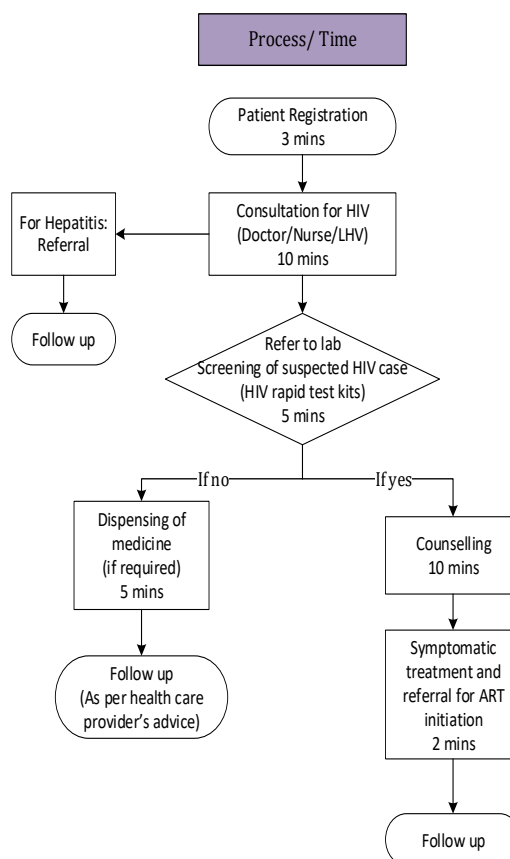 Process/ Time
Patient Registration
3 mins
Consultation for HIV
(Doctor/Nurse/LHV)
10 mins
For Hepatitis:
Referral
Follow up
Refer to lab
Screening of suspected HIV case
(HIV rapid test kits)
5 mins
If no
If yes
Dispensing of
medicine
(if required)
5 mins
Follow up
(As per health care
provider’s advice)
Counselling
10 mins
Symptomatic
treatment and
referral for ART
initiation
2 mins
Follow up